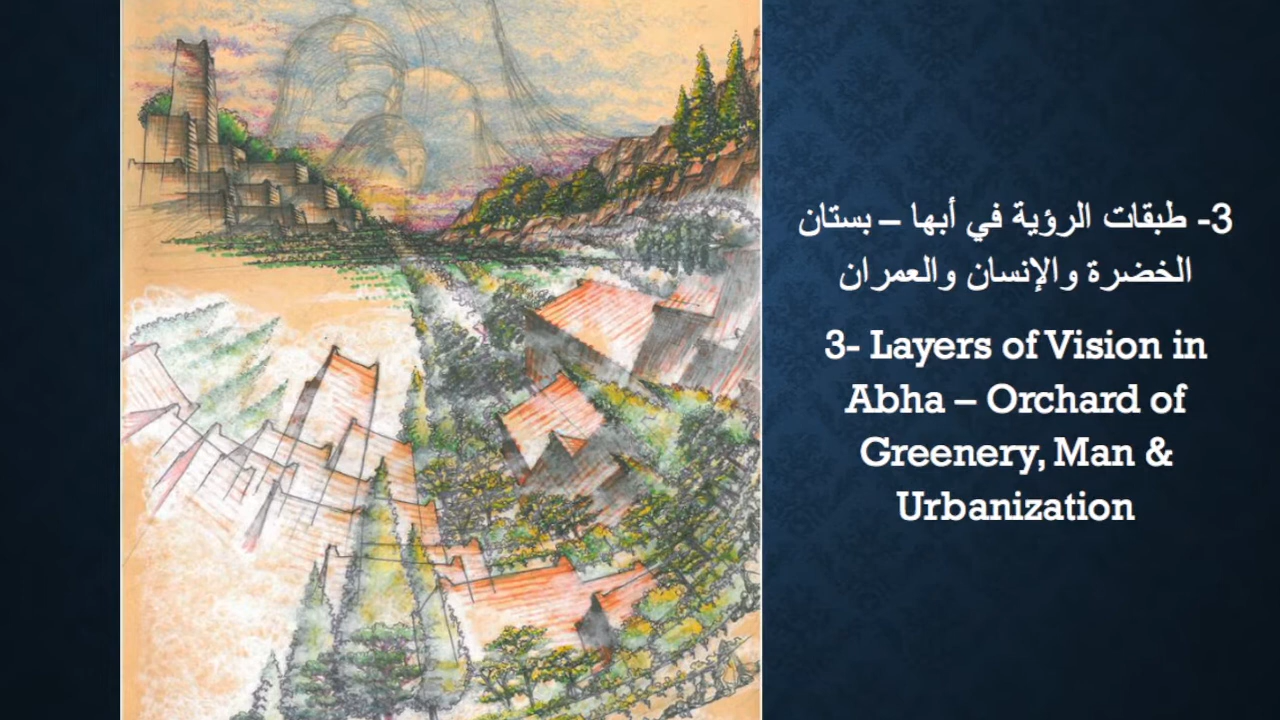 3- طبقات الرؤية في أبها – بستان
الخضرة والإنسان والعمران
3- Layers of Vision in
Abha – Orchard of
Greenery, Man &
Urbanization